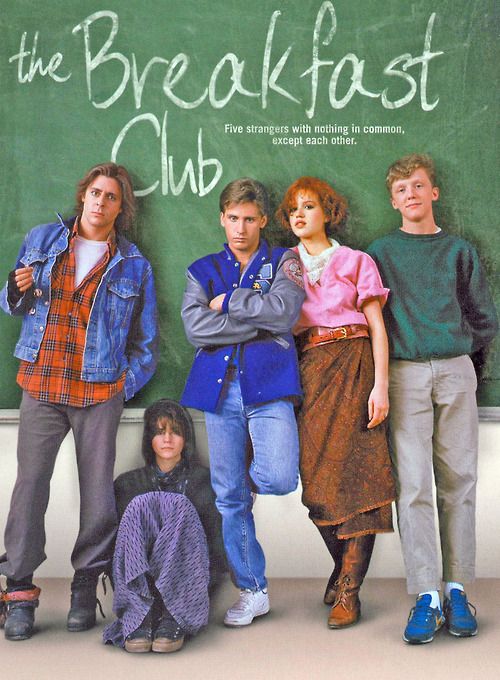 the Breakfast
Club
Five strangers with nothing in common,
except each other.